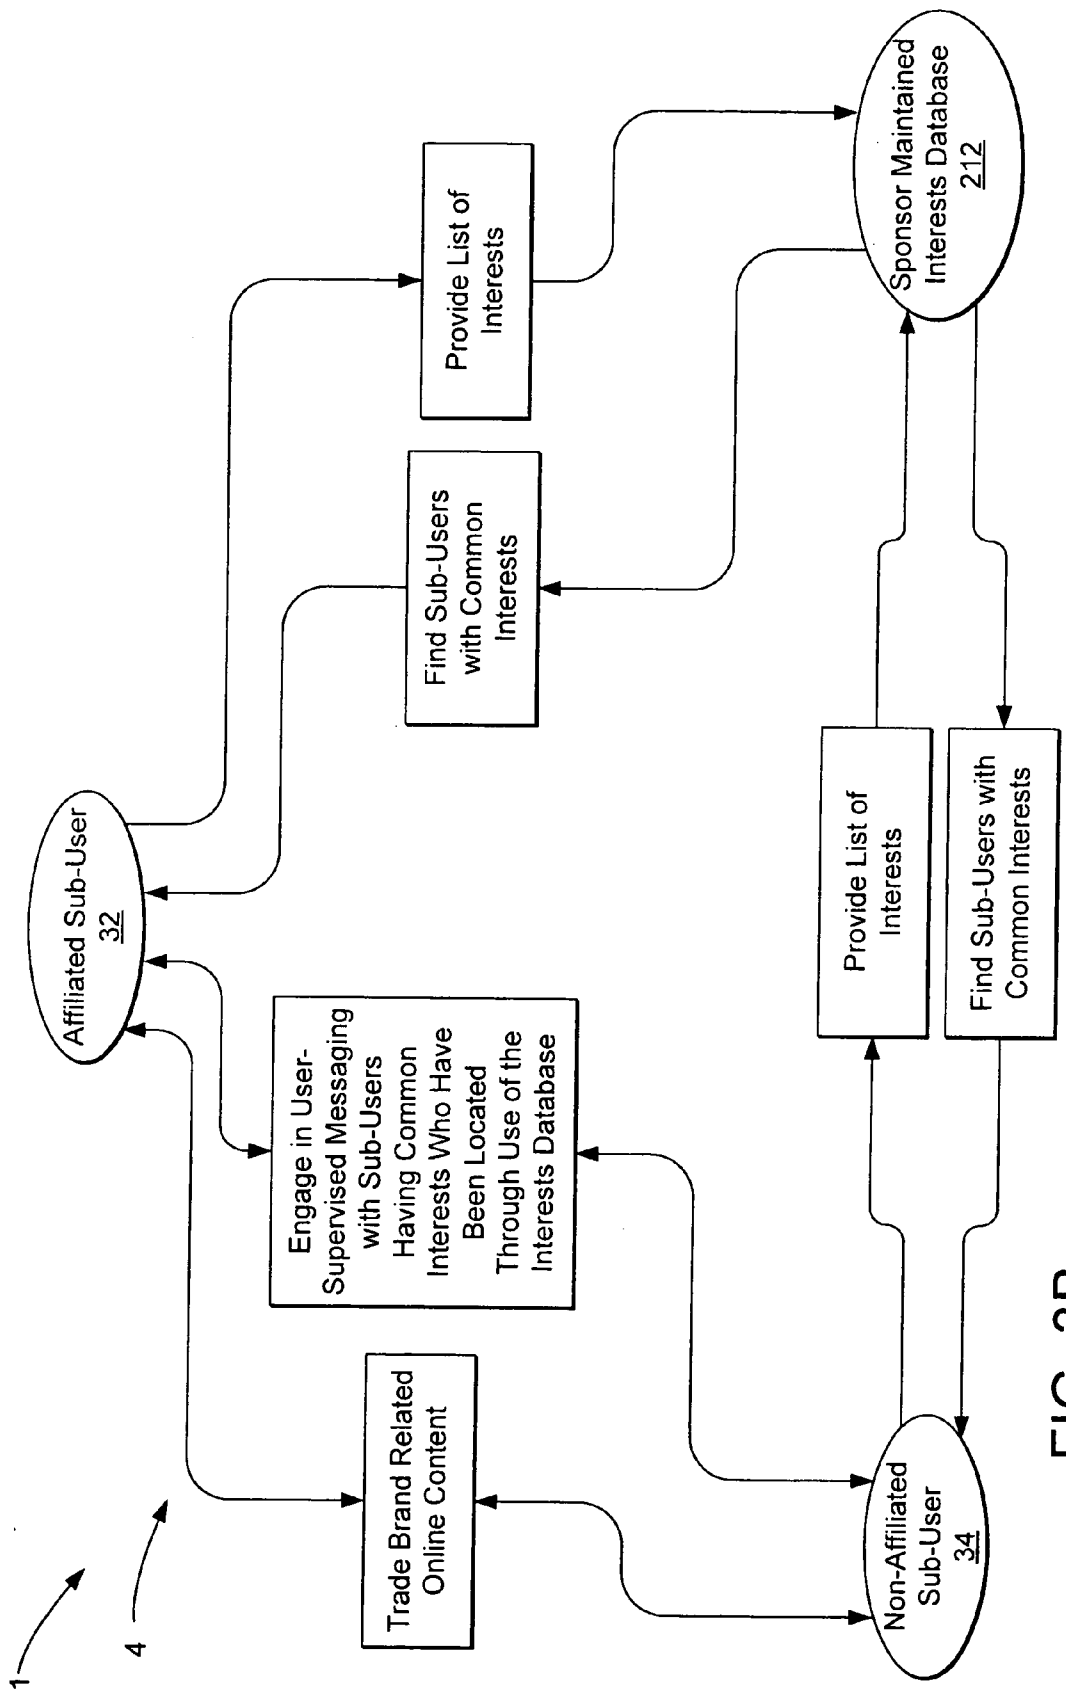 1
4
Affiliated Sub-User
32
Trade Brand Related
Online Content
Engage in User-
Supervised Messaging
with Sub-Users
Having Common
Interests Who Have
Been Located
Through Use of the
Interests Database
Find Sub-Users
with Common
Interests
Provide List of
Interests
Non-Affiliated
Sub-User
34
Provide List of
Interests
Find Sub-Users with
Common Interests
Sponsor Maintained
Interests Database
212
FIG.